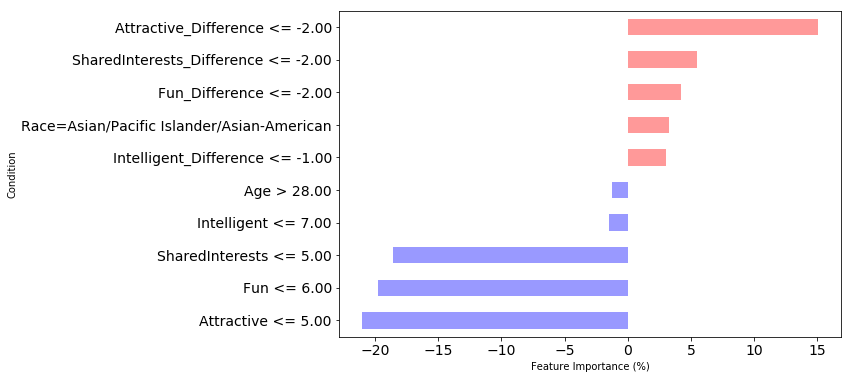 Attractive_Difference <= -2.00
SharedInterests_Difference <= -2.00
Fun_Difference <= -2.00
Race=Asian/Pacific Islander/Asian-American
Intelligent_Difference <= -1.00
Age > 28.00
Intelligent <= 7.00
SharedInterests <= 5.00
Fun <= 6.00
Attractive <= 5.00
Condition
−20 −15 −10 −5 0 5 10 15
Feature Importance (%)